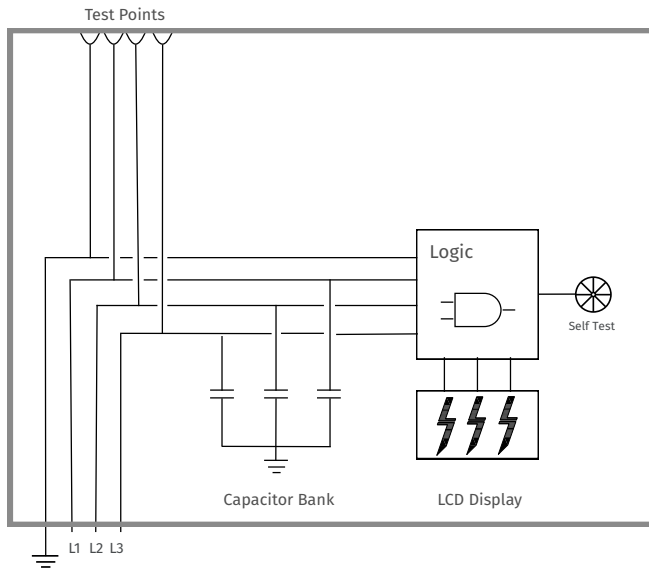 Test Points
Logic
Self Test
Capacitor Bank
LCD Display
L1 L2 L3